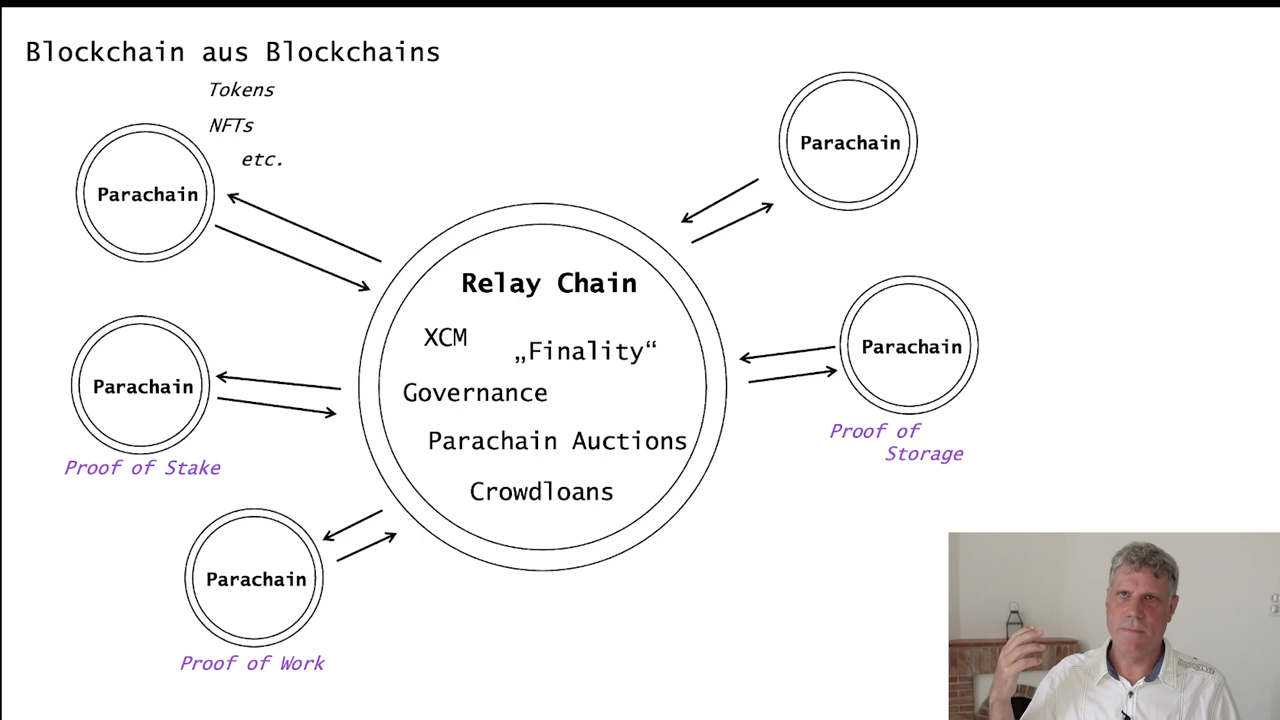 Blockchain aus Blockchains
Tokens
NFTs
etc.
Parachain
Parachain
Relay Chain
XCM
„Finality“
Governance
Parachain Auctions
Crowdloans
Parachain
Proof of Storage
Parachain
Proof of Stake
Parachain
Proof of Work